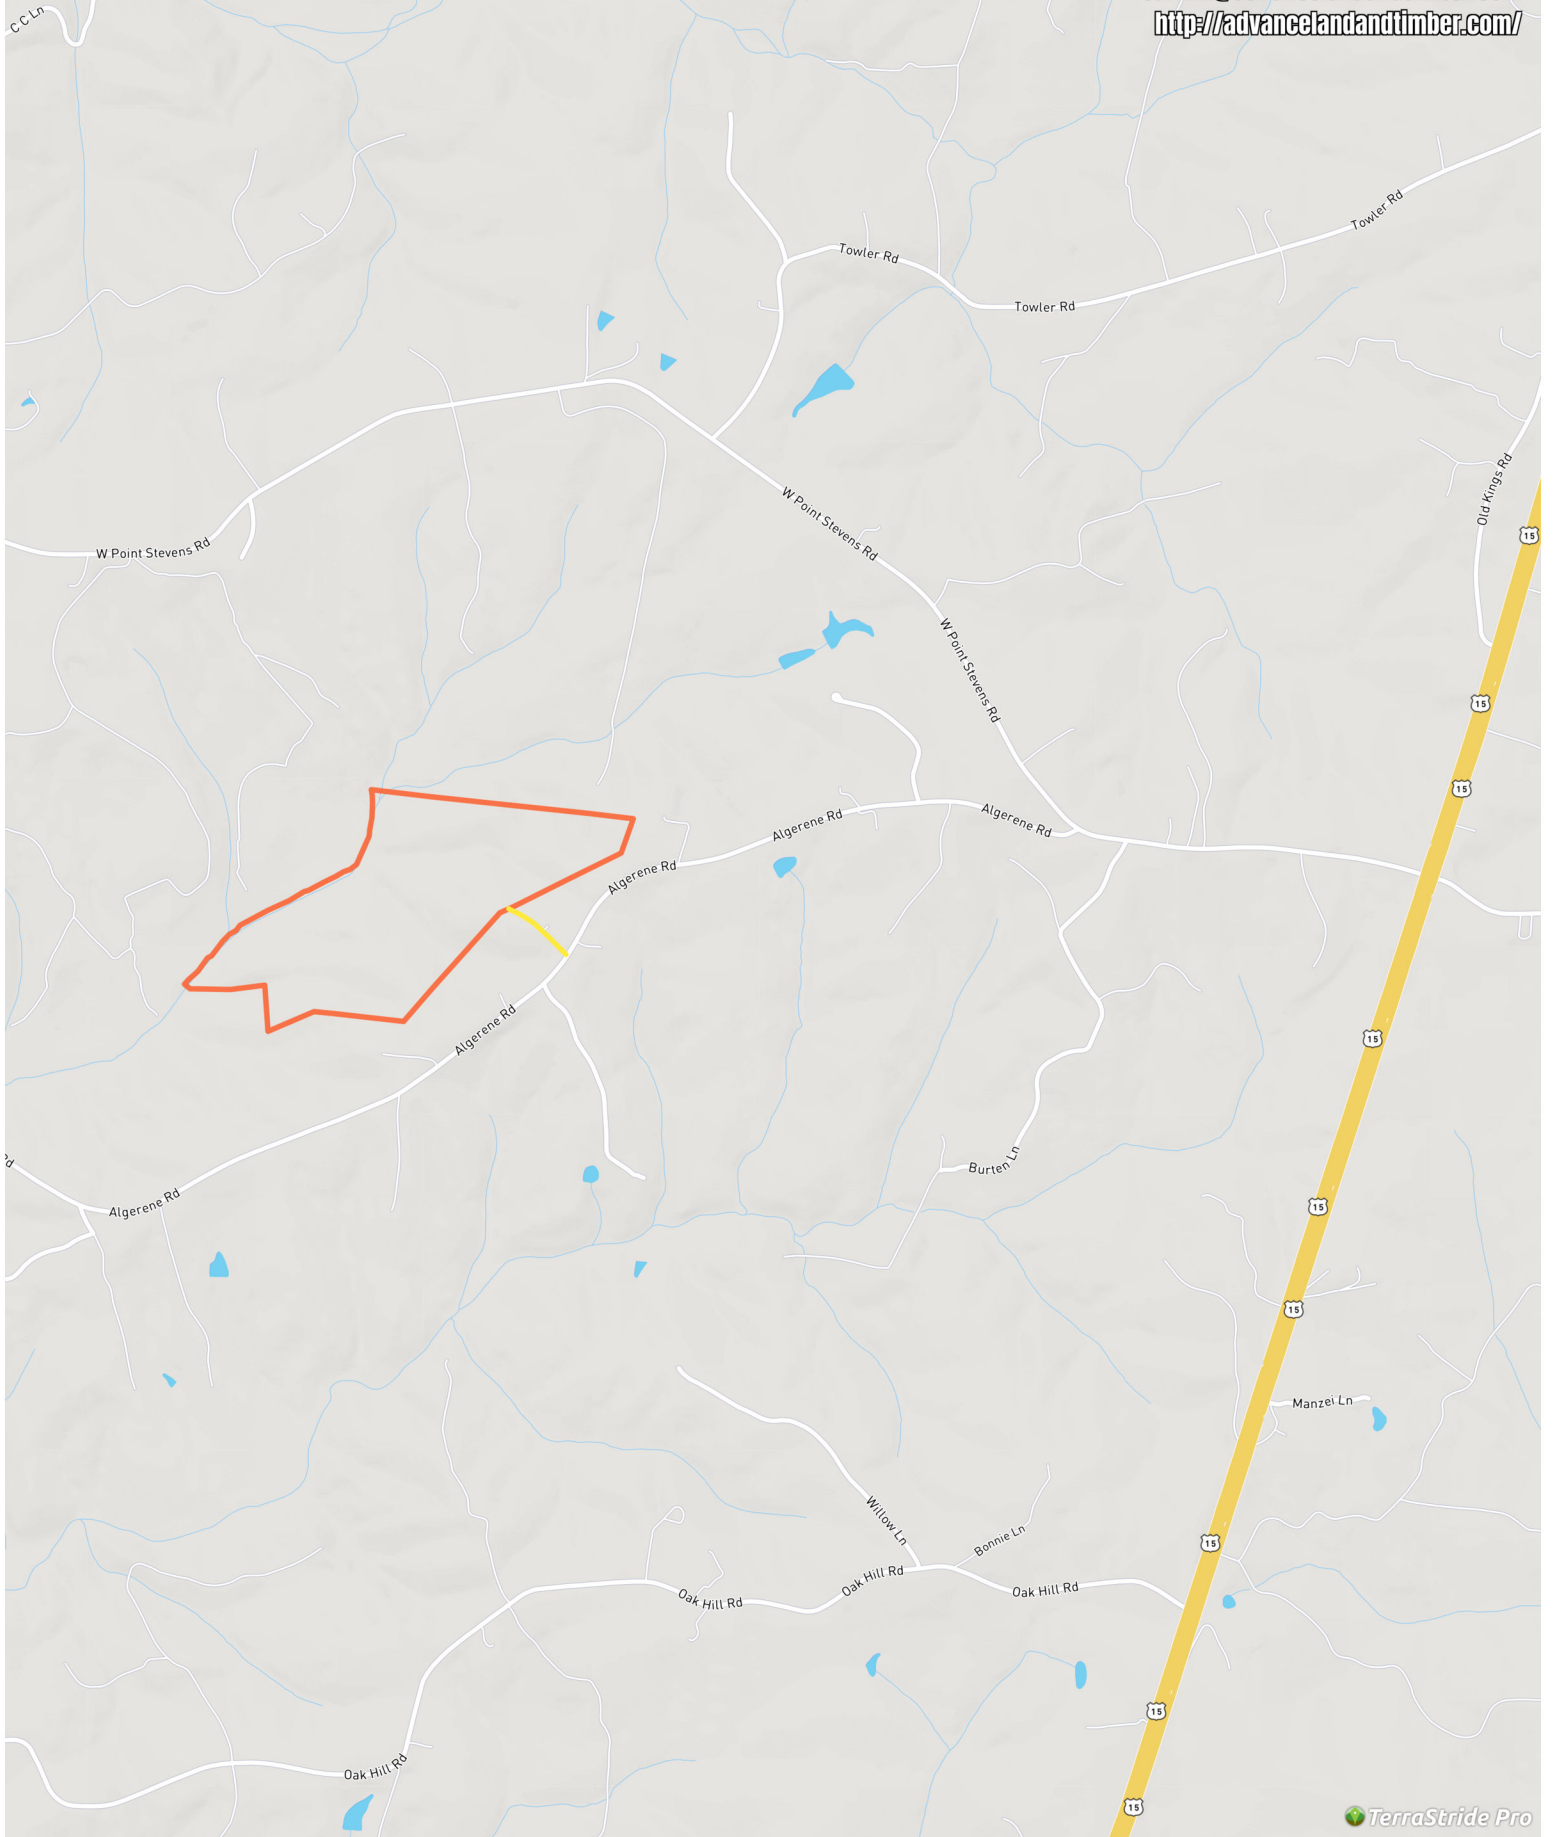 C C Ln
http://advancelandandtimber.com/
Towler Rd
Towler Rd
Towler Rd
Old Kings Rd
W Point Stevens Rd
W Point Stevens Rd
15
W Point Stevens Rd
15
15
Algerene Rd
Algerene Rd
Algerene Rd
Algerene Rd
15
Burten Ln
Rd
Algerene Rd
15
15
Manzei Ln
Willow Ln
Bonnie Ln
15
Oak Hill Rd
Oak Hill Rd
Oak Hill Rd
15
Oak Hill Rd
15
TerraStride Pro